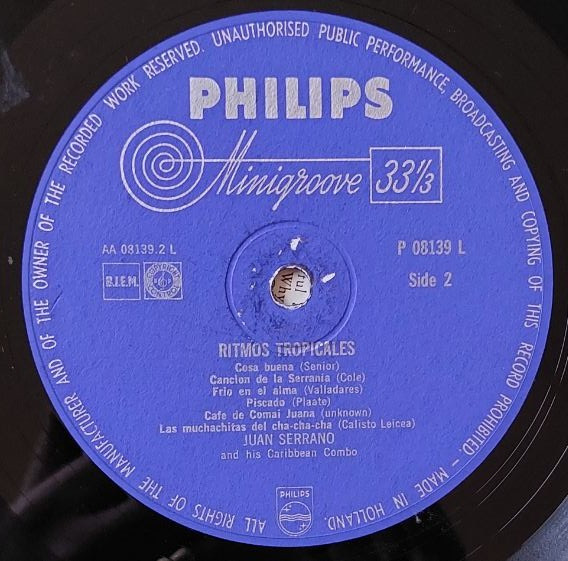 ALL RIGHTS OF THE MANUFACTURER AND OF THE OWNER OF THE RECORDED WORK RESERVED. UNAUTHORISED PUBLIC PERFORMANCE, BROADCASTING AND COPYING OF THIS RECORD PROHIBITED. – MADE IN HOLLAND.
PHILIPS
Minigroove 33⅓
AA 08139.2 L
P 08139 L
B.I.E.M.
Side 2
RITMOS TROPICALES
Cosa buena (Senior)
Cancion de la Serrania (Cole)
Frio en el alma (Valladares)
Piscado (Plaate)
Cafe de Comai Juana (unknown)
Las muchachitas del cha-cha-cha (Calisto Leicea)
JUAN SERRANO
and his Caribbean Combo
PHILIPS